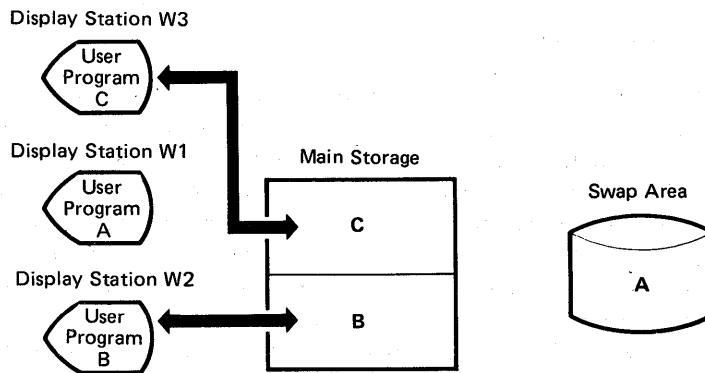 Display Station W3
User
Program
C
Display Station W1
User
Program
A
Display Station W2
User
Program
B
Main Storage
C
B
Swap Area
A